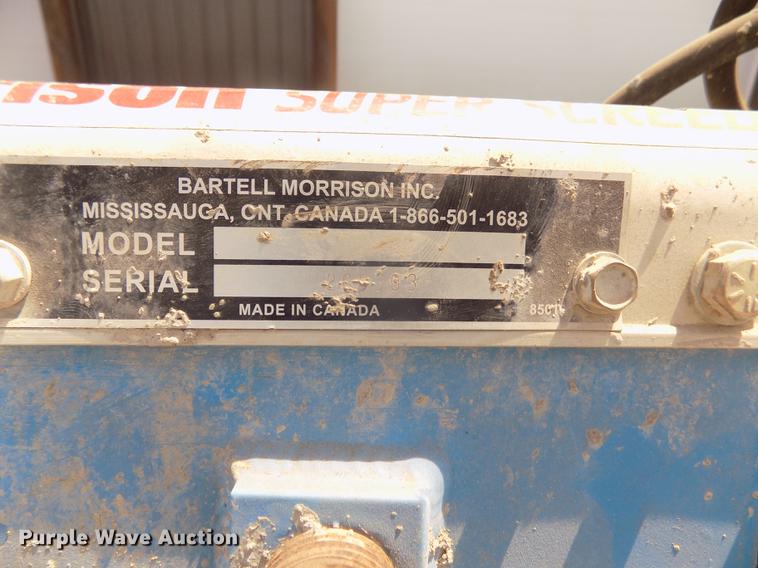 SUPER SCREED
BARTELL MORRISON INC.
MISSISSAUGA, ONT. CANADA 1-866-501-1683
MODEL
SERIAL
MADE IN CANADA
Purple Wave Auction